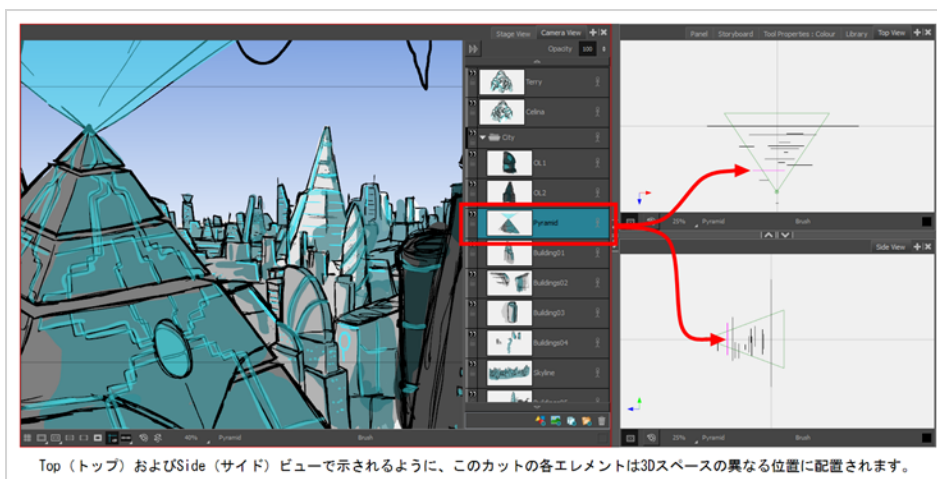 Stage View Camera View
Opacity 100
Terry
Celina
City
OL1
OL2
Pyramid
Building01
Buildings02
Building03
Buildings04
Skyline
40% Pyramid Brush
Panel Storyboard Tool Properties : Colour Library Top View
25% Pyramid Brush
Side View
25% Pyramid Brush
Top（トップ）およびSide（サイド）ビューで示されるように、このカットの各エレメントは3Dスペースの異なる位置に配置されます。